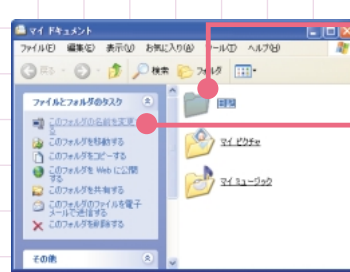 マイ ドキュメント
ファイル(F) 編集(E) 表示(V) お気に入り(A) ツール(T) ヘルプ(H)
戻る 検索 フォルダ
ファイルとフォルダのタスク
このフォルダの名前を変更する
このフォルダを移動する
このフォルダをコピーする
このフォルダを Web に公開する
このフォルダを共有する
このフォルダのファイルを電子メールで送信する
このフォルダを削除する
その他
マイ ピクチャ
マイ ミュージック